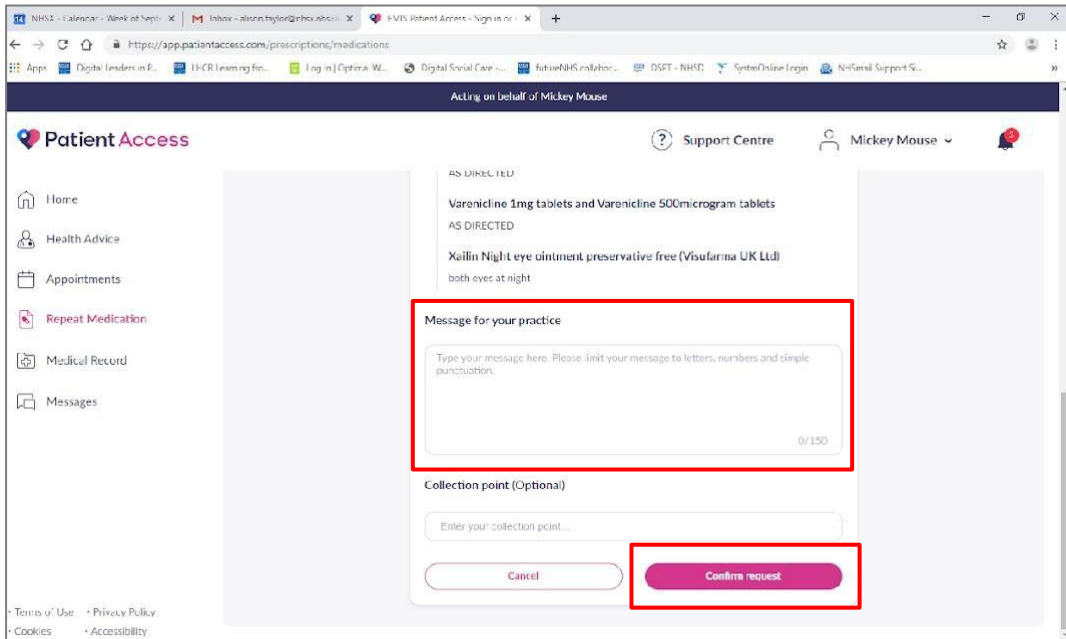 NHSX - Calendar - Week of Sept
Inbox - alison.taylor@nhsx.nhs.u
EMIS Patient Access - Sign in or
https://app.patientaccess.com/prescriptions/medications
Apps
Digital Leaders in P...
LHCR Learning fro...
Log In | Optima W...
Digital Social Care -...
futureNHS collabor...
DSPT - NHSD
SystmOnline Login
NHSmail Support Si...
Acting on behalf of Mickey Mouse
Patient Access
Support Centre
Mickey Mouse
Home
Health Advice
Appointments
Repeat Medication
Medical Record
Messages
AS DIRECTED
Varenicline 1mg tablets and Varenicline 500microgram tablets
AS DIRECTED
Xailin Night eye ointment preservative free (Visufarma UK Ltd)
both eyes at night
Message for your practice
Type your message here. Please limit your message to letters, numbers and simple
punctuation.
0/150
Collection point (Optional)
Enter your collection point...
Cancel
Confirm request
• Terms of Use • Privacy Policy
• Cookies • Accessibility